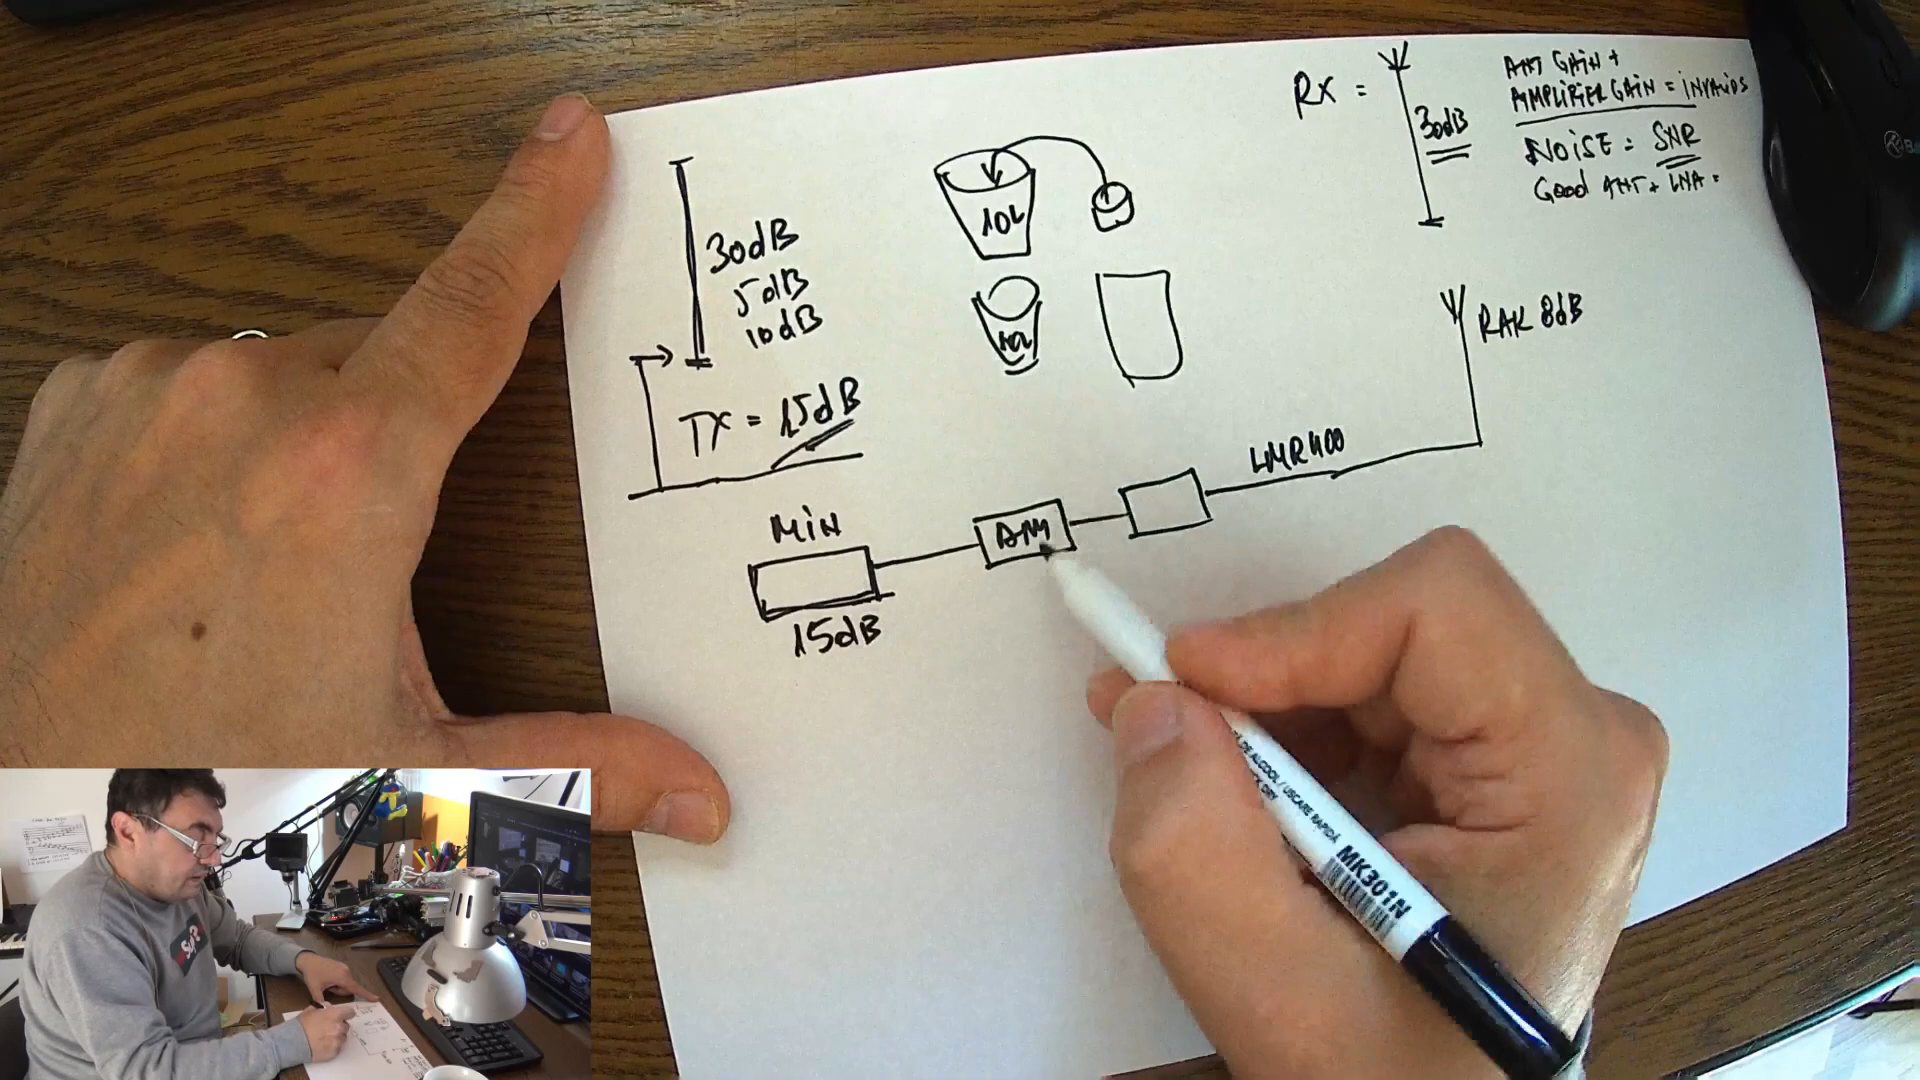 RX =
30dB
ANT GAIN +
AMPLIFIER GAIN = INVALIDS
NOISE = SNR
Good ANT + LNA =
30dB
5dB
10dB
TX = 15dB
10L
10L
RAK 8dB
LMR400
MIN
15dB
MK301N